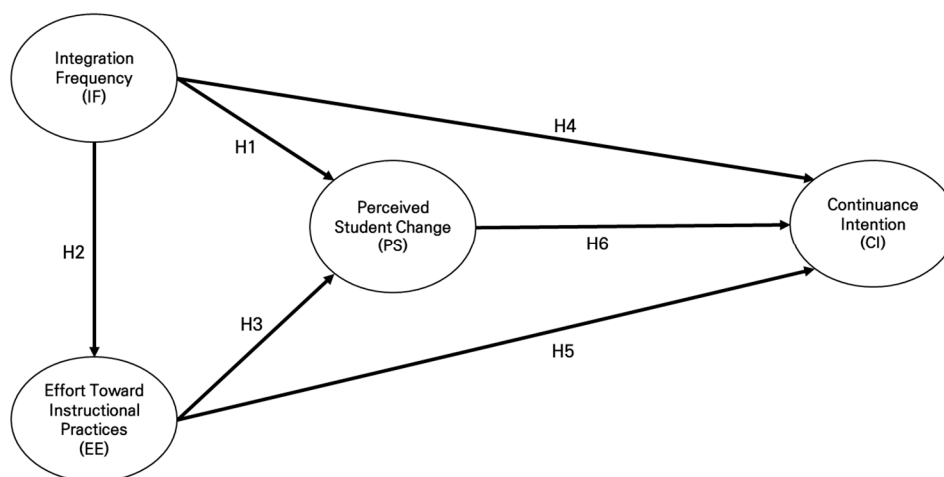 Integration
Frequency
(IF)
H4
H1
Perceived
Student Change
(PS)
Continuance
Intention
(CI)
H6
H2
H3
H5
Effort Toward
Instructional
Practices
(EE)